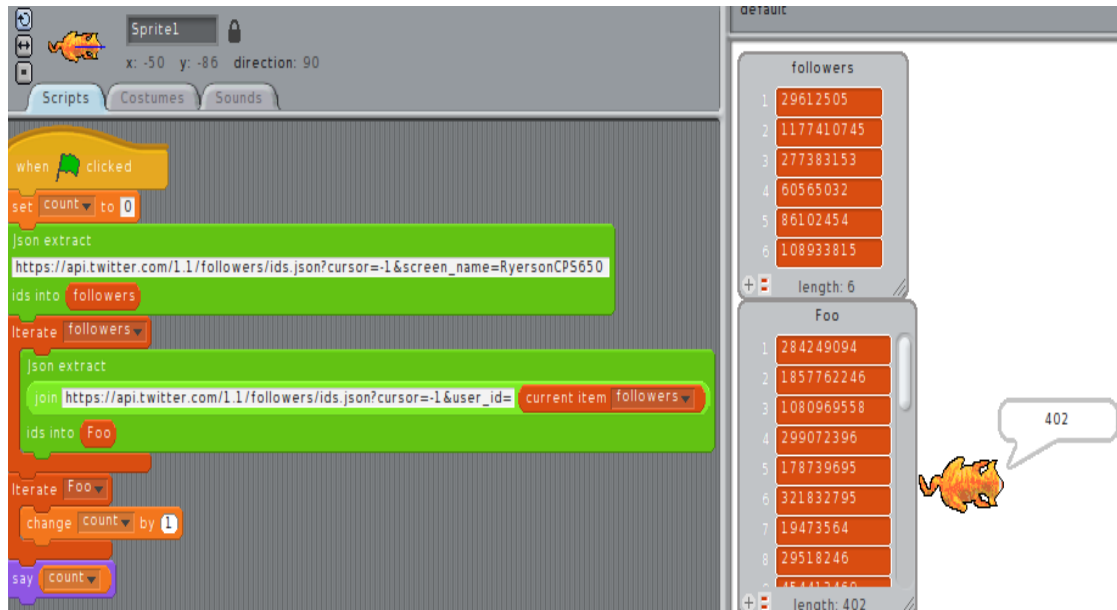 Sprite1
x: -50 y: -86 direction: 90
Scripts Costumes Sounds
when clicked
set count to 0
Json extract
https://api.twitter.com/1.1/followers/ids.json?cursor=-1&screen_name=RyersonCPS650
ids into followers
Iterate followers
Json extract
join https://api.twitter.com/1.1/followers/ids.json?cursor=-1&user_id= current item followers
ids into Foo
Iterate Foo
change count by 1
say count
default
followers
1 29612505
2 1177410745
3 277383153
4 60565032
5 86102454
6 108933815
+ = length: 6
Foo
1 284249094
2 1857762246
3 1080969558
4 299072396
5 178739695
6 321832795
7 19473564
8 29518246
+ = length: 402
402